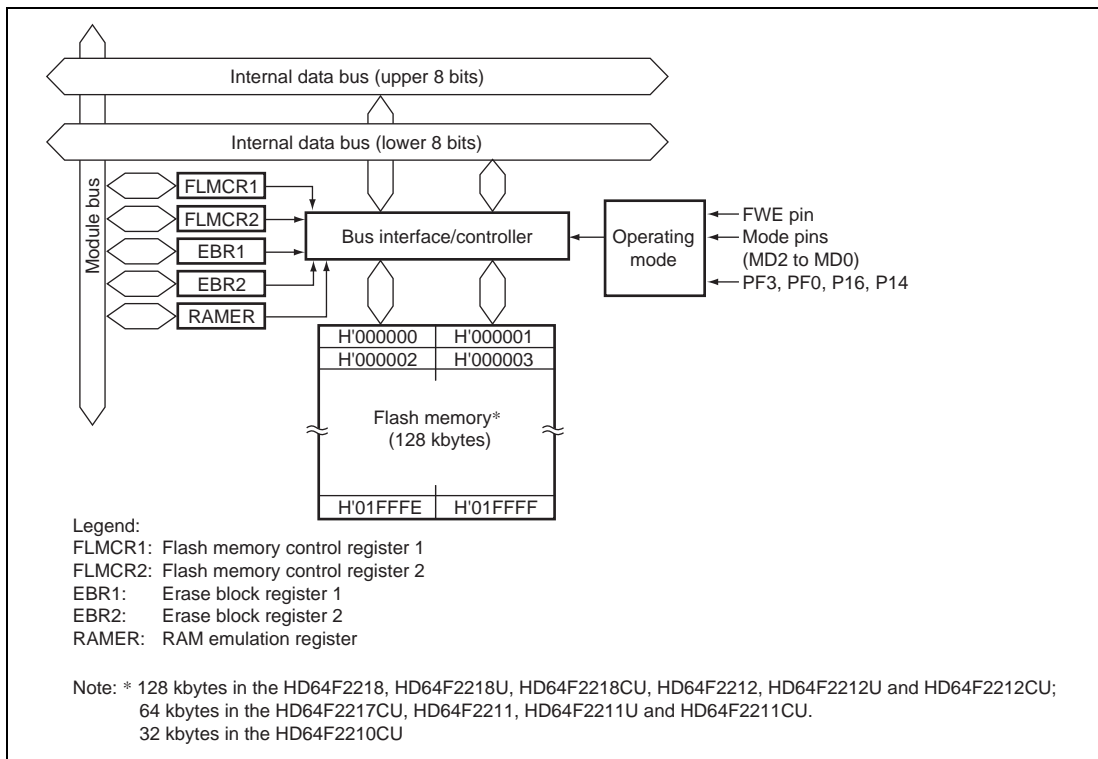 Internal data bus (upper 8 bits)
Internal data bus (lower 8 bits)
Module bus
FLMCR1
FLMCR2
EBR1
EBR2
RAMER
Bus interface/controller
Operating
mode
FWE pin
Mode pins
(MD2 to MD0)
PF3, PF0, P16, P14
H'000000 H'000001
H'000002 H'000003
Flash memory*
(128 kbytes)
H'01FFFE H'01FFFF
Legend:
FLMCR1: Flash memory control register 1
FLMCR2: Flash memory control register 2
EBR1: Erase block register 1
EBR2: Erase block register 2
RAMER: RAM emulation register
Note: * 128 kbytes in the HD64F2218, HD64F2218U, HD64F2218CU, HD64F2212, HD64F2212U and HD64F2212CU;
64 kbytes in the HD64F2217CU, HD64F2211, HD64F2211U and HD64F2211CU.
32 kbytes in the HD64F2210CU